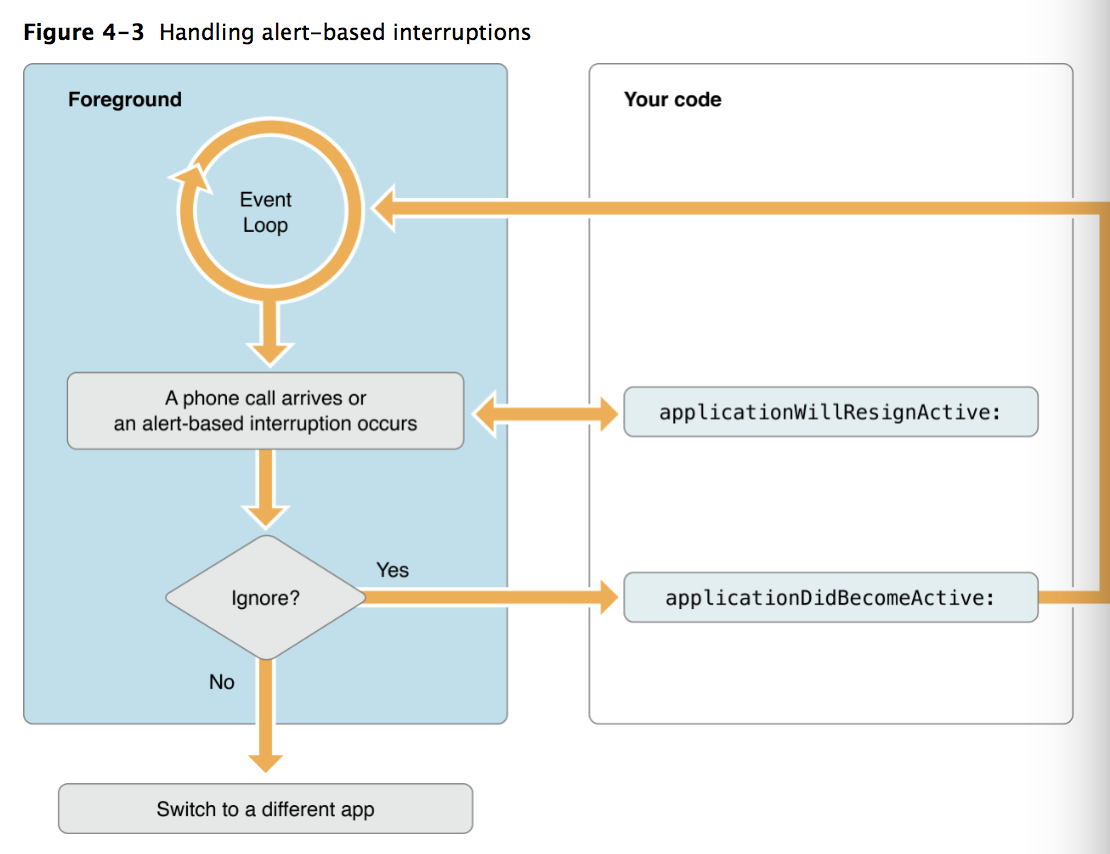 Figure 4-3 Handling alert-based interruptions
Foreground
Your code
Event
Loop
A phone call arrives or
an alert-based interruption occurs
applicationWillResignActive:
Ignore?
Yes
applicationDidBecomeActive:
No
Switch to a different app